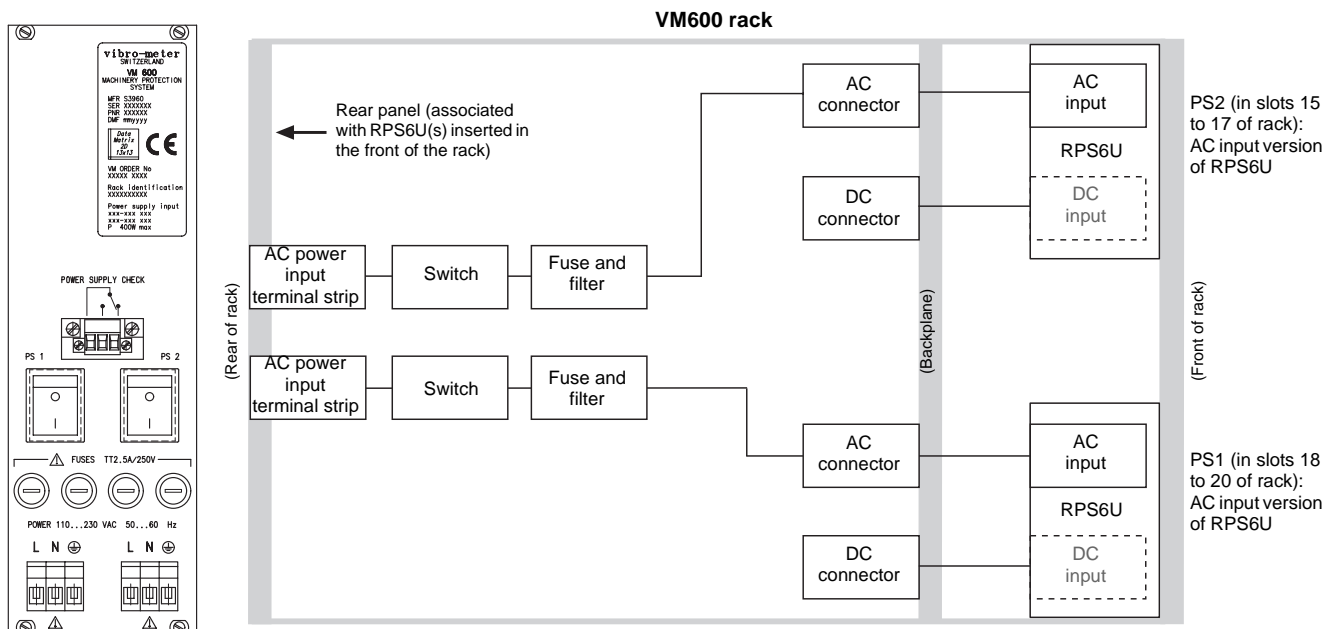 VM600 rack
vibro-meter
SWITZERLAND
VM 600
MACHINERY PROTECTION
SYSTEM
MFR S3960
SER XXXXXXX
PNR XXXXXX
DMF mmyyyy
Data
Matrix
2D
13x13
CE
VM ORDER No
XXXXX XXXX
Rack identification
XXXXXXXXXX
Power supply input
xxx-xxx xxx
xxx-xxx xxx
P 400W max
POWER SUPPLY CHECK
PS 1
PS 2
FUSES TT2.5A/250V
POWER 110...230 VAC 50...60 Hz
L N
L N
Rear panel (associated
with RPS6U(s) inserted in
the front of the rack)
(Rear of rack)
AC power
input
terminal strip
Switch
Fuse and
filter
AC power
input
terminal strip
Switch
Fuse and
filter
AC
connector
DC
connector
AC
connector
DC
connector
(Backplane)
AC
input
RPS6U
DC
input
AC
input
RPS6U
DC
input
(Front of rack)
PS2 (in slots 15
to 17 of rack):
AC input version
of RPS6U
PS1 (in slots 18
to 20 of rack):
AC input version
of RPS6U